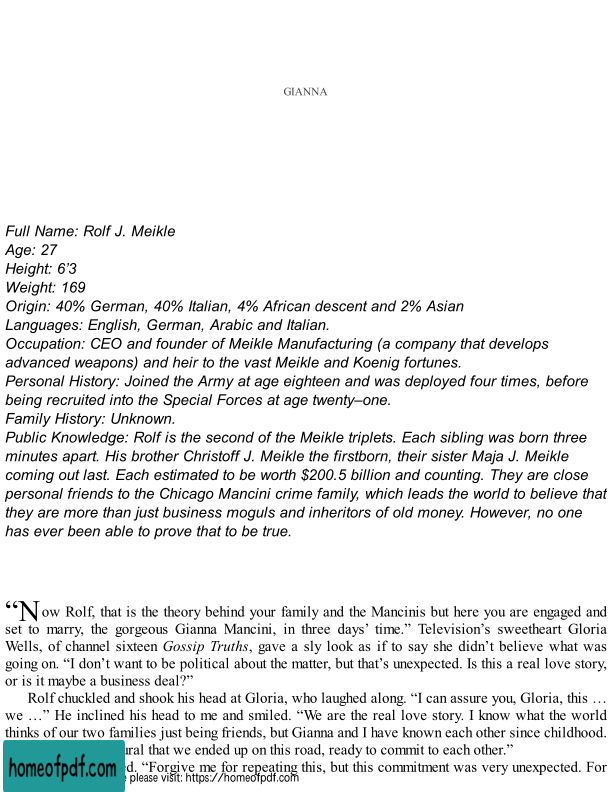 GIANNA
Full Name: Rolf J. Meikle
Age: 27
Height: 6’3
Weight: 169
Origin: 40% German, 40% Italian, 4% African descent and 2% Asian
Languages: English, German, Arabic and Italian.
Occupation: CEO and founder of Meikle Manufacturing (a company that develops
advanced weapons) and heir to the vast Meikle and Koenig fortunes.
Personal History: Joined the Army at age eighteen and was deployed four times, before
being recruited into the Special Forces at age twenty–one.
Family History: Unknown.
Public Knowledge: Rolf is the second of the Meikle triplets. Each sibling was born three
minutes apart. His brother Christoff J. Meikle the firstborn, their sister Maja J. Meikle
coming out last. Each estimated to be worth $200.5 billion and counting. They are close
personal friends to the Chicago Mancini crime family, which leads the world to believe that
they are more than just business moguls and inheritors of old money. However, no one
has ever been able to prove that to be true.
“Now Rolf, that is the theory behind your family and the Mancinis but here you are engaged and
set to marry, the gorgeous Gianna Mancini, in three days’ time.” Television’s sweetheart Gloria
Wells, of channel sixteen Gossip Truths, gave a sly look as if to say she didn’t believe what was
going on. “I don’t want to be political about the matter, but that’s unexpected. Is this a real love story,
or is it maybe a business deal?”
Rolf chuckled and shook his head at Gloria, who laughed along. “I can assure you, Gloria, this …
we …” He inclined his head to me and smiled. “We are the real love story. I know what the world
thinks of our two families just being friends, but Gianna and I have known each other since childhood.
that we ended up on this road, ready to commit to each other.”
“Forgive me for repeating this, but this commitment was very unexpected. For
homeofpdf.com
please visit: https://homeofpdf.com